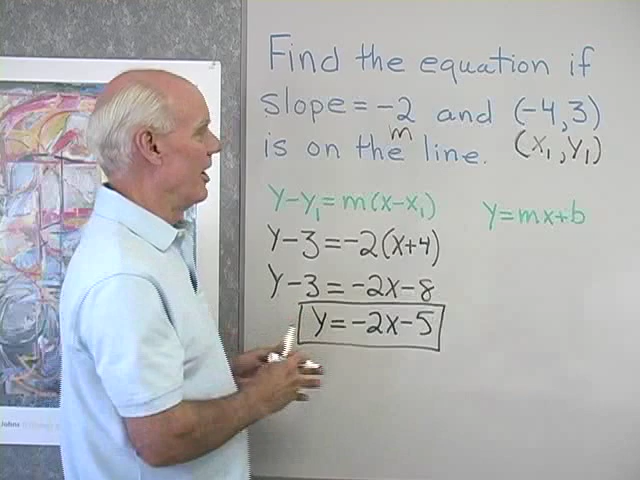 Find the equation if
slope = -2 and (-4,3)
m
is on the line. (x₁,y₁)
y-y₁=m(x-x₁)
y=mx+b
y-3=-2(x+4)
y-3=-2x-8
y=-2x-5
Johns